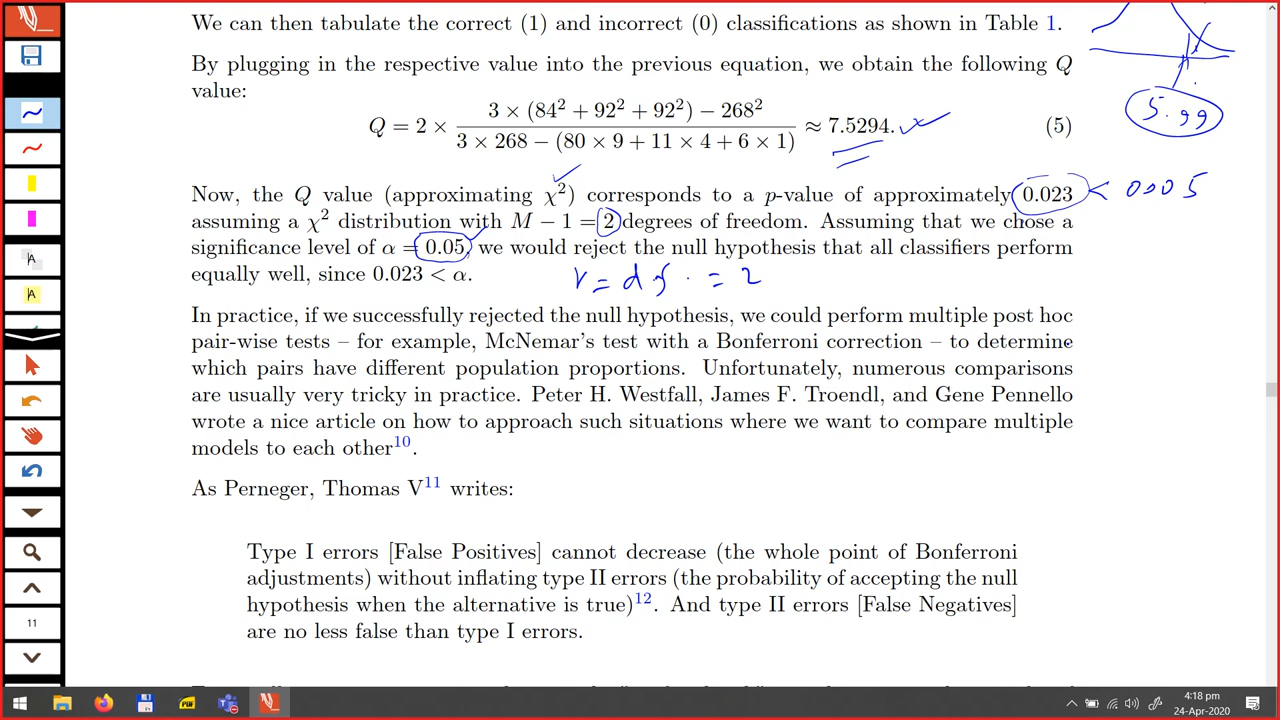 We can then tabulate the correct (1) and incorrect (0) classifications as shown in Table 1.
By plugging in the respective value into the previous equation, we obtain the following Q
value:
5.99
Q = 2 × 3 × (84² + 92² + 92²) − 268² / 3 × 268 − (80 × 9 + 11 × 4 + 6 × 1) ≈ 7.5294. (5)
Now, the Q value (approximating χ²) corresponds to a p-value of approximately 0.023 < 0.05
assuming a χ² distribution with M − 1 = 2 degrees of freedom. Assuming that we chose a
significance level of α = 0.05, we would reject the null hypothesis that all classifiers perform
equally well, since 0.023 < α.
r = df. = 2
In practice, if we successfully rejected the null hypothesis, we could perform multiple post hoc
pair-wise tests – for example, McNemar's test with a Bonferroni correction – to determine
which pairs have different population proportions. Unfortunately, numerous comparisons
are usually very tricky in practice. Peter H. Westfall, James F. Troendl, and Gene Pennello
wrote a nice article on how to approach such situations where we want to compare multiple
models to each other¹⁰.
As Perneger, Thomas V¹¹ writes:
Type I errors [False Positives] cannot decrease (the whole point of Bonferroni
adjustments) without inflating type II errors (the probability of accepting the null
hypothesis when the alternative is true)¹². And type II errors [False Negatives]
are no less false than type I errors.
A
A
11
PDF
4:18 pm
24-Apr-2020